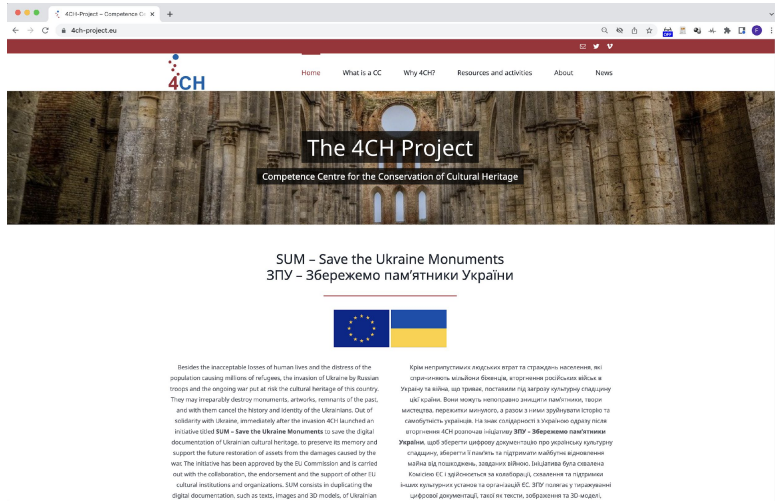 4CH-Project – Competence Ce
4ch-project.eu
OFF
4CH
Home
What is a CC
Why 4CH?
Resources and activities
About
News
The 4CH Project
Competence Centre for the Conservation of Cultural Heritage
SUM – Save the Ukraine Monuments
ЗПУ – Збережемо пам’ятники України
Besides the inacceptable losses of human lives and the distress of the
population causing millions of refugees, the invasion of Ukraine by Russian
troops and the ongoing war put at risk the cultural heritage of this country.
They may irreparably destroy monuments, artworks, remnants of the past,
and with them cancel the history and identity of the Ukrainians. Out of
solidarity with Ukraine, immediately after the invasion 4CH launched an
initiative titled SUM – Save the Ukraine Monuments to save the digital
documentation of Ukrainian cultural heritage, to preserve its memory and
support the future restoration of assets from the damages caused by the
war. The initiative has been approved by the EU Commission and is carried
out with the collaboration, the endorsement and the support of other EU
cultural institutions and organizations. SUM consists in duplicating the
digital documentation, such as texts, images and 3D models, of Ukrainian
Крім неприпустимих людських втрат та страждань населення, які
спричиняють мільйони біженців, вторгнення російських військ в
Україну та війна, що триває, поставили під загрозу культурну спадщину
цієї країни. Вони можуть непоправно знищити пам’ятники, твори
мистецтва, пережитки минулого, а разом з ними зруйнувати історію та
самобутність українців. На знак солідарності з Україною одразу після
вторгнення 4CH розпочав ініціативу ЗПУ – Збережемо пам’ятники
України, щоб зберегти цифрову документацію про українську культурну
спадщину, зберегти її пам’ять та підтримати майбутнє відновлення
майна від пошкоджень, завданих війною. Ініціатива була схвалена
Комісією ЄС і здійснюється за колаборації, схвалення та підтримки
інших культурних установ та організацій ЄС. ЗПУ полягає у тиражуванні
цифрової документації, такої як тексти, зображення та 3D-моделі,